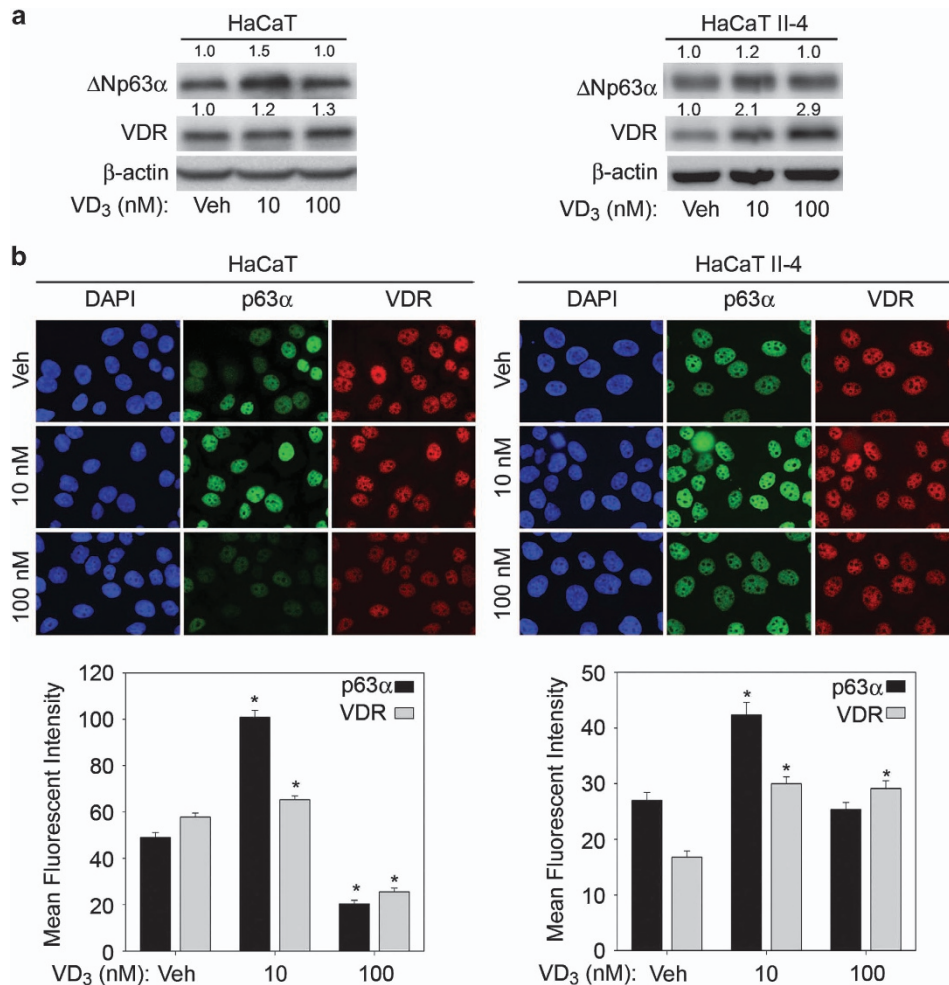 a
HaCaT
1.0 1.5 1.0
ΔNp63α
1.0 1.2 1.3
VDR
β-actin
VD₃ (nM): Veh 10 100
HaCaT II-4
1.0 1.2 1.0
ΔNp63α
1.0 2.1 2.9
VDR
β-actin
VD₃ (nM): Veh 10 100
b
HaCaT
DAPI p63α VDR
Veh
10 nM
100 nM
HaCaT II-4
DAPI p63α VDR
Veh
10 nM
100 nM
Mean Fluorescent Intensity
120
100
80
60
40
20
0
p63α
VDR
*
*
* *
VD₃ (nM): Veh 10 100
Mean Fluorescent Intensity
50
40
30
20
10
0
p63α
VDR
*
*
*
VD₃ (nM): Veh 10 100